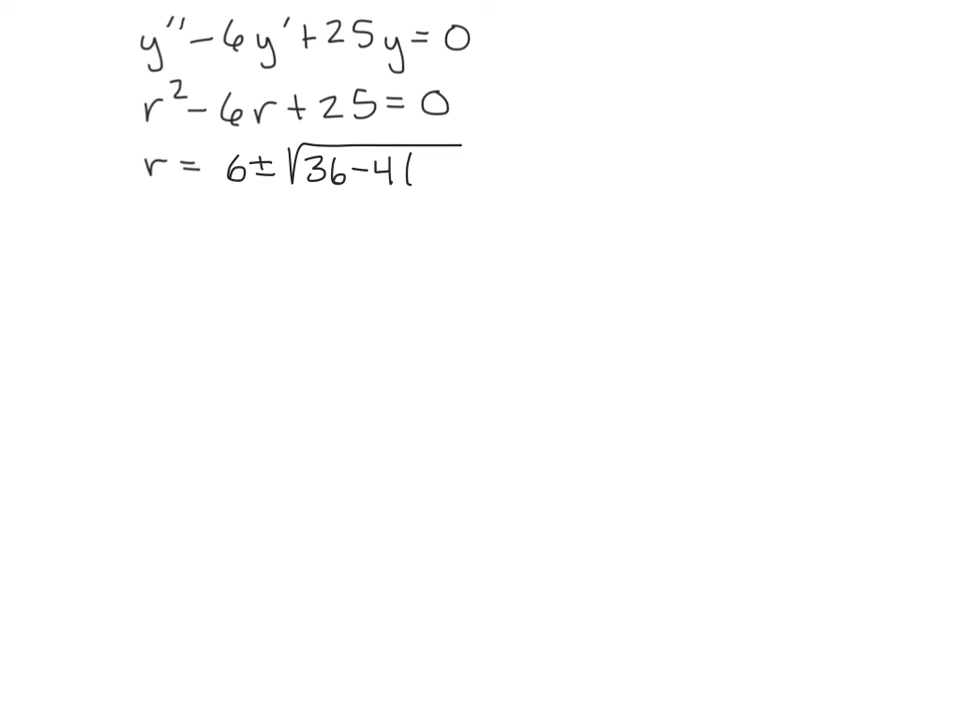 y'' - 6y' + 25y = 0
r² - 6r + 25 = 0
r = 6 ± √36 - 4(